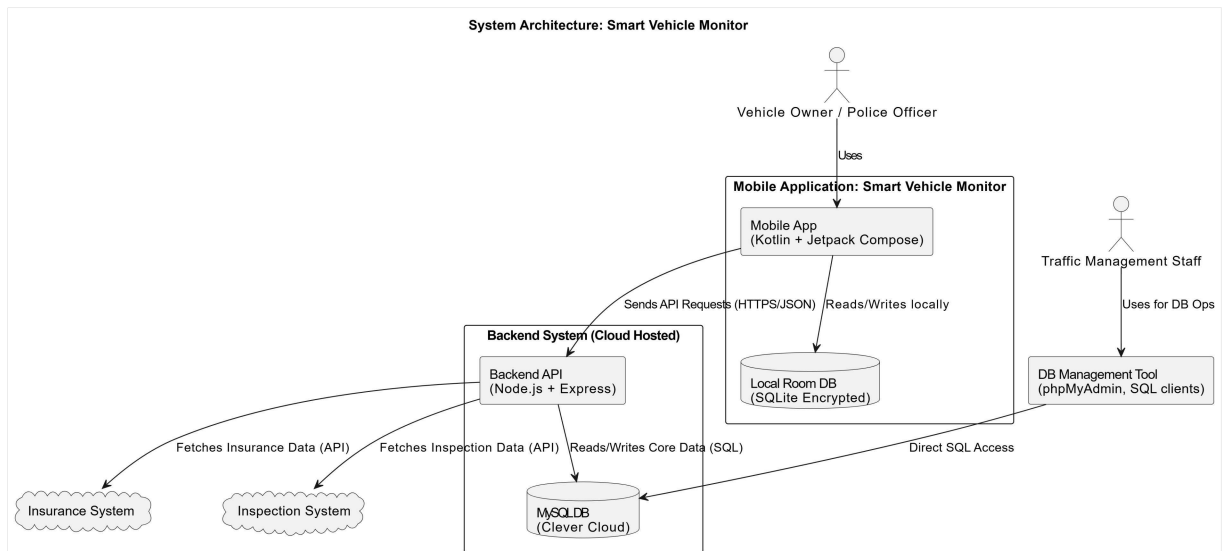 System Architecture: Smart Vehicle Monitor
Vehicle Owner / Police Officer
Uses
Mobile Application: Smart Vehicle Monitor
Mobile App
(Kotlin + Jetpack Compose)
Traffic Management Staff
Sends API Requests (HTTPS/JSON)
Reads/Writes locally
Uses for DB Ops
Backend System (Cloud Hosted)
Backend API
(Node.js + Express)
Local Room DB
(SQLite Encrypted)
DB Management Tool
(phpMyAdmin, SQL clients)
Fetches Insurance Data (API)
Fetches Inspection Data (API)
Reads/Writes Core Data (SQL)
Direct SQL Access
Insurance System
Inspection System
MySQL DB
(Clever Cloud)